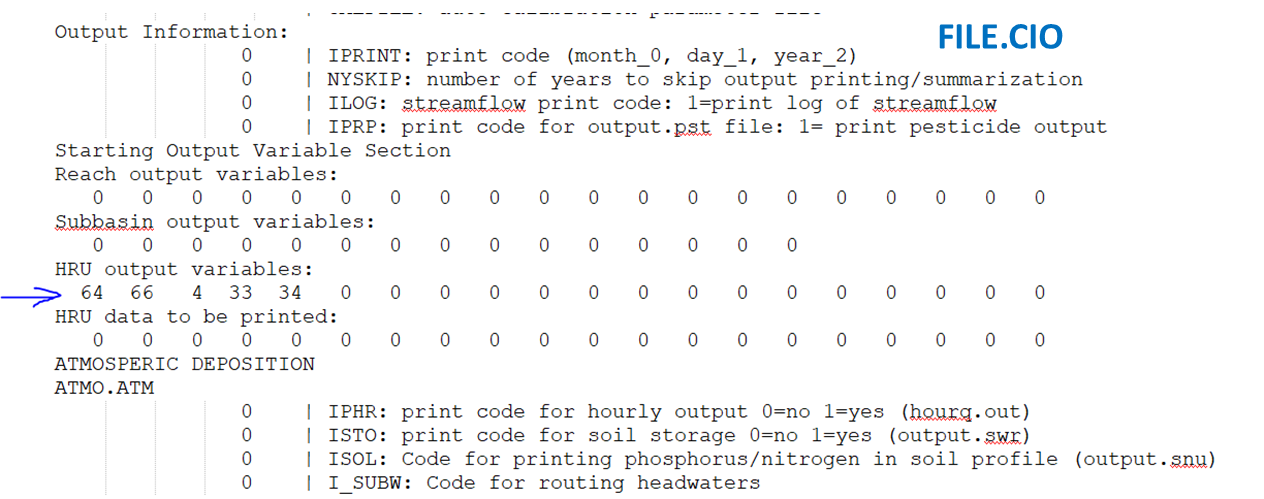 Output Information:
FILE.CIO
0 | IPRINT: print code (month_0, day_1, year_2)
0 | NYSKIP: number of years to skip output printing/summarization
0 | ILOG: streamflow print code: 1=print log of streamflow
0 | IPRP: print code for output.pst file: 1= print pesticide output
Starting Output Variable Section
Reach output variables:
0 0 0 0 0 0 0 0 0 0 0 0 0 0 0 0 0 0 0 0
Subbasin output variables:
0 0 0 0 0 0 0 0 0 0 0 0 0 0 0
HRU output variables:
64 66 4 33 34 0 0 0 0 0 0 0 0 0 0 0 0 0 0 0
HRU data to be printed:
0 0 0 0 0 0 0 0 0 0 0 0 0 0 0 0 0 0 0 0
ATMOSPERIC DEPOSITION
ATMO.ATM
0 | IPHR: print code for hourly output 0=no 1=yes (hourq.out)
0 | ISTO: print code for soil storage 0=no 1=yes (output.swr)
0 | ISOL: Code for printing phosphorus/nitrogen in soil profile (output.snu)
0 | I_SUBW: Code for routing headwaters